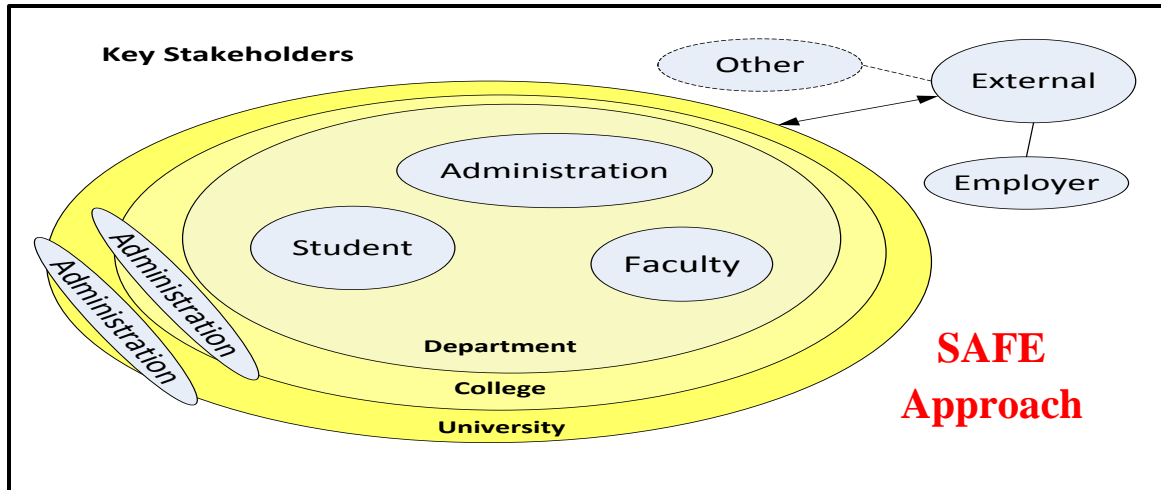 Key Stakeholders
Other
External
Administration
Employer
Student
Faculty
Administration
Administration
Department
College
University
SAFE
Approach